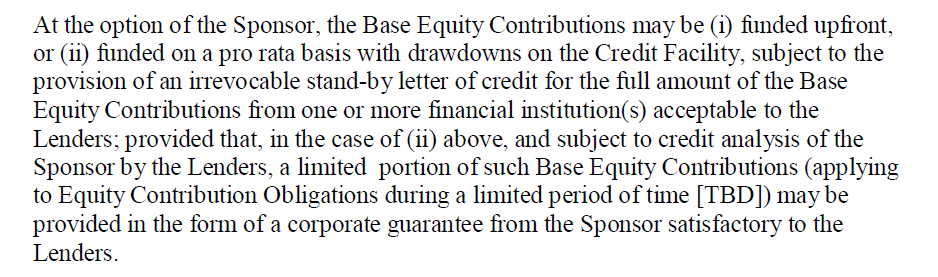 At the option of the Sponsor, the Base Equity Contributions may be (i) funded upfront,
or (ii) funded on a pro rata basis with drawdowns on the Credit Facility, subject to the
provision of an irrevocable stand-by letter of credit for the full amount of the Base
Equity Contributions from one or more financial institution(s) acceptable to the
Lenders; provided that, in the case of (ii) above, and subject to credit analysis of the
Sponsor by the Lenders, a limited portion of such Base Equity Contributions (applying
to Equity Contribution Obligations during a limited period of time [TBD]) may be
provided in the form of a corporate guarantee from the Sponsor satisfactory to the
Lenders.